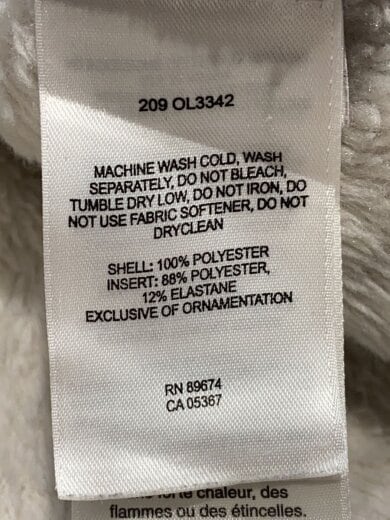 209 OL3342
MACHINE WASH COLD, WASH
SEPARATELY, DO NOT BLEACH,
TUMBLE DRY LOW, DO NOT IRON, DO
NOT USE FABRIC SOFTENER, DO NOT
DRYCLEAN
SHELL: 100% POLYESTER
INSERT: 88% POLYESTER,
12% ELASTANE
EXCLUSIVE OF ORNAMENTATION
RN 89674
CA 05367
forte chaleur, des
flammes ou des étincelles.